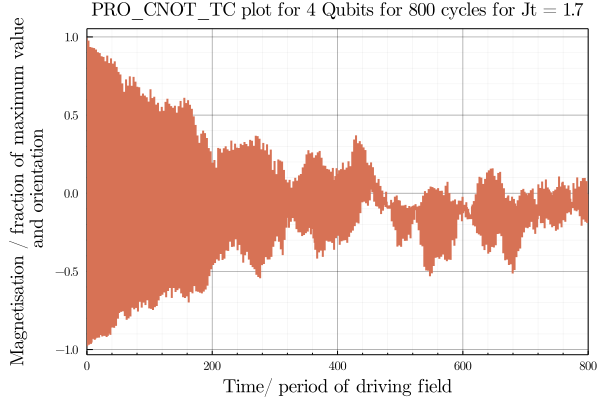 PRO_CNOT_TC plot for 4 Qubits for 800 cycles for Jt = 1.7
Magnetisation / fraction of maximum value
and orientation
1.0
0.5
0.0
−0.5
−1.0
0 200 400 600 800
Time/ period of driving field